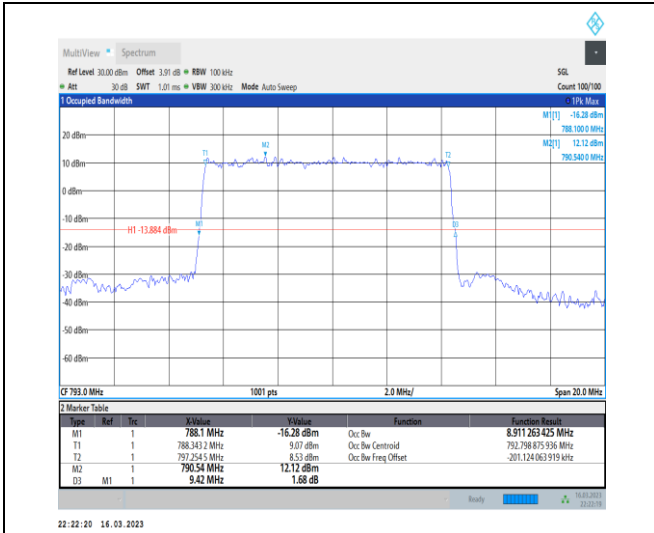 MultiView Spectrum
Ref Level 30.00 dBm Offset 3.91 dB RBW 100 kHz SGL
Att 30 dB SWT 1.01 ms VBW 300 kHz Mode Auto Sweep Count 100/100
1 Occupied Bandwidth 1Pk Max
M1[1] -16.28 dBm
788.100 0 MHz
M2[1] 12.12 dBm
790.540 0 MHz
20 dBm
M2
T1 T2
10 dBm
0 dBm
-10 dBm
M1 D3
H1 -13.884 dBm
-20 dBm
-30 dBm
-40 dBm
-50 dBm
-60 dBm
CF 793.0 MHz 1001 pts 2.0 MHz/ Span 20.0 MHz
2 Marker Table
Type Ref Trc X-Value Y-Value Function Function Result
M1 1 788.1 MHz -16.28 dBm Occ Bw 8.911 263 425 MHz
T1 1 788.343 2 MHz 9.07 dBm Occ Bw Centroid 792.798 875 936 MHz
T2 1 797.254 5 MHz 8.53 dBm Occ Bw Freq Offset -201.124 063 919 kHz
M2 1 790.54 MHz 12.12 dBm
D3 M1 1 9.42 MHz 1.68 dB
Ready 16.03.2023
22:22:19
22:22:20 16.03.2023